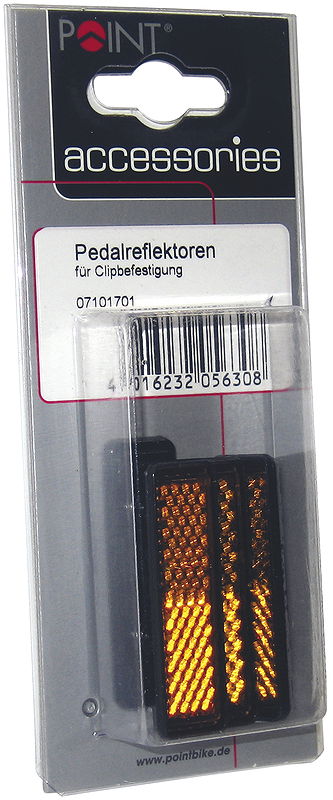 POINT®
accessories
Pedalreflektoren
für Clipbefestigung
07101701
4 016232 056308
www.pointbike.de